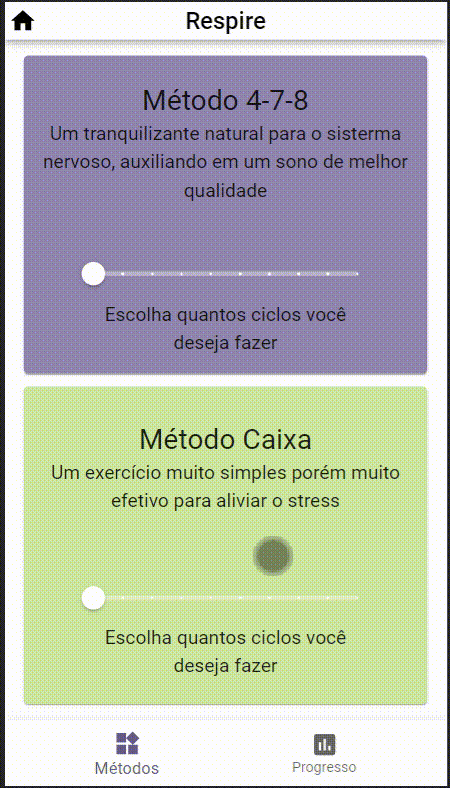 Respire
Método 4-7-8
Um tranquilizante natural para o sisterma
nervoso, auxiliando em um sono de melhor
qualidade
Escolha quantos ciclos você
deseja fazer
Método Caixa
Um exercício muito simples porém muito
efetivo para aliviar o stress
Escolha quantos ciclos você
deseja fazer
Métodos
Progresso